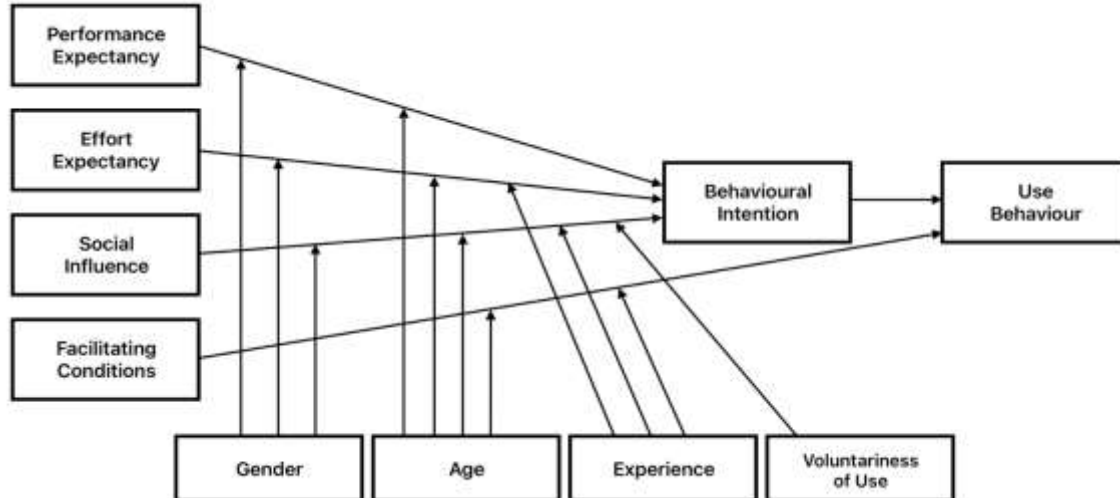 Performance
Expectancy
Effort
Expectancy
Social
Influence
Facilitating
Conditions
Behavioural
Intention
Use
Behaviour
Gender
Age
Experience
Voluntariness
of Use